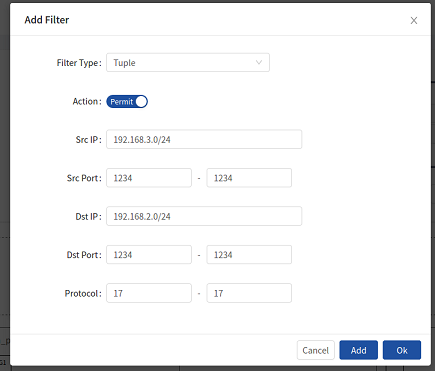 Add Filter
Filter Type: Tuple
Action: Permit
Src IP: 192.168.3.0/24
Src Port: 1234 - 1234
Dst IP: 192.168.2.0/24
Dst Port: 1234 - 1234
Protocol: 17 - 17
Cancel Add Ok